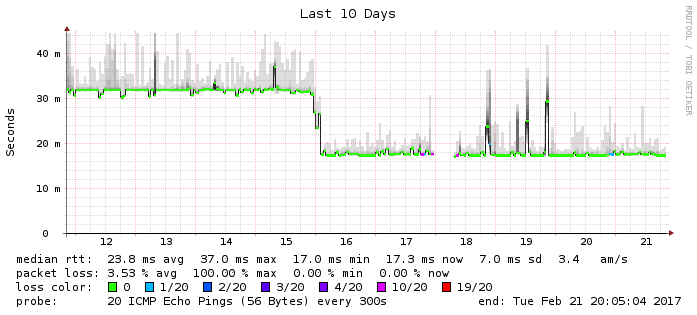 Last 10 Days
RRDTOOL / TOBI OETIKER
Seconds
40 m
30 m
20 m
10 m
0
12 13 14 15 16 17 18 19 20 21
median rtt: 23.8 ms avg 37.0 ms max 17.0 ms min 17.3 ms now 7.0 ms sd 3.4 am/s
packet loss: 3.53 % avg 100.00 % max 0.00 % min 0.00 % now
loss color: 0 1/20 2/20 3/20 4/20 10/20 19/20
probe: 20 ICMP Echo Pings (56 Bytes) every 300s end: Tue Feb 21 20:05:04 2017